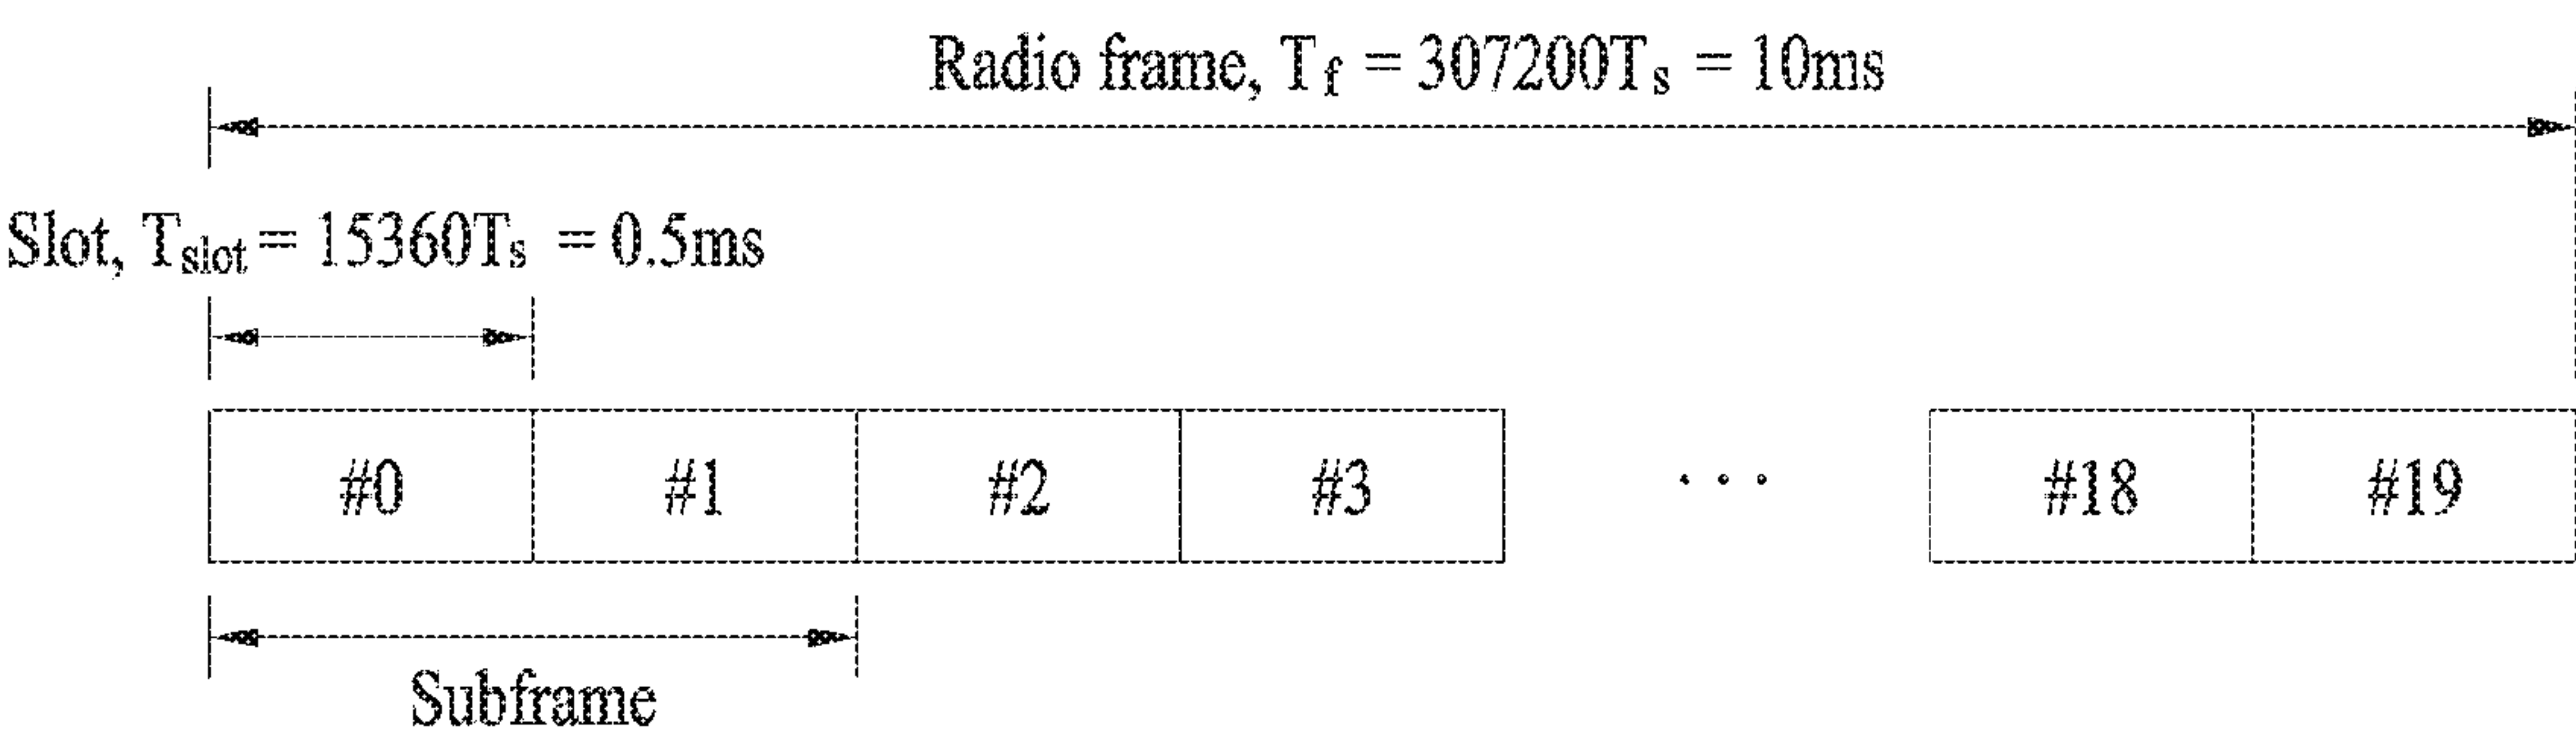 Radio frame, Tf = 307200Ts = 10ms
Slot, Tslot = 15360Ts = 0.5ms
#0 #1 #2 #3 ... #18 #19
Subframe